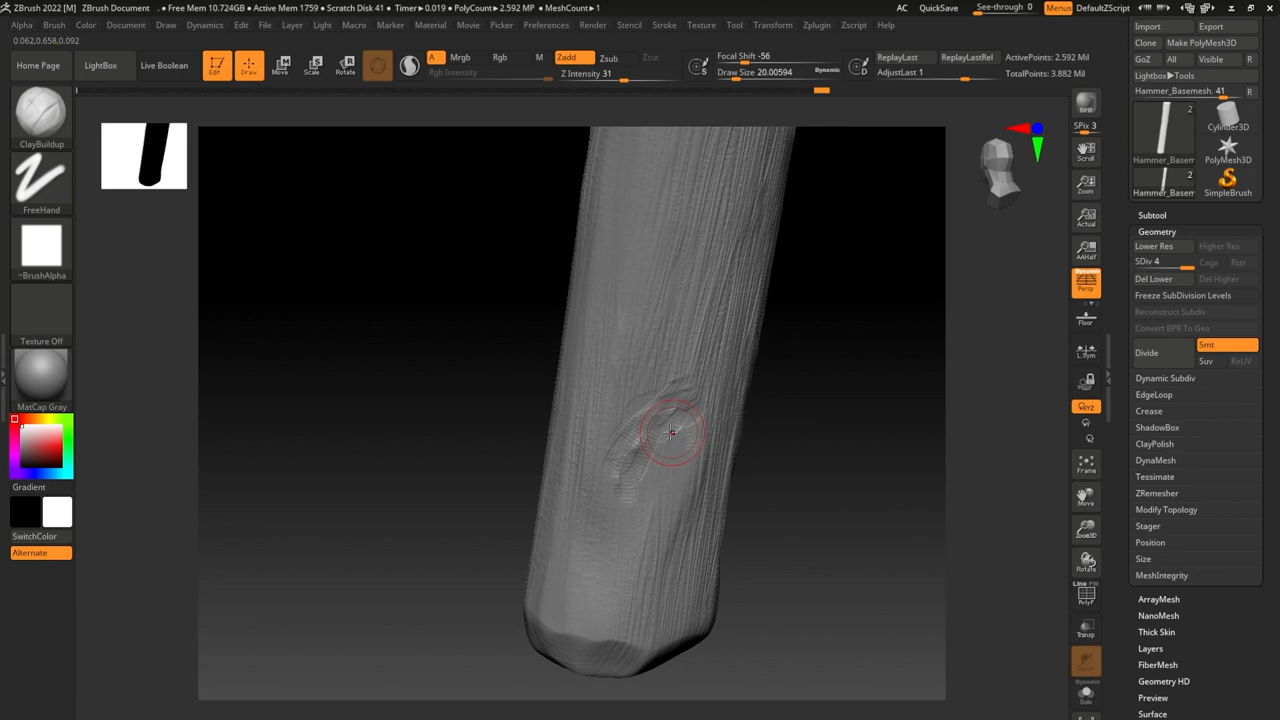 ZBrush 2022 [M] ZBrush Document . ● Free Mem 10.724GB ● Active Mem 1759 ● Scratch Disk 41 ● Timer▶0.019 ● PolyCount▶2.592 MP ● MeshCount▶1 AC QuickSave See-through 0 Menus DefaultZScript
Alpha Brush Color Document Draw Dynamics Edit File Layer Light Macro Marker Material Movie Picker Preferences Render Stencil Stroke Texture Tool Transform Zplugin Zscript Help
0.062,0.658,0.092
Home Page LightBox Live Boolean Edit Draw Move Scale Rotate A Mrgb Rgb M Zadd Zsub Zcut
Rgb Intensity Z Intensity 31
Focal Shift -56
Draw Size 20.00594 Dynamic
ReplayLast ReplayLastRel ActivePoints: 2.592 Mil
AdjustLast 1 TotalPoints: 3.882 Mil
ClayBuildup
FreeHand
~BrushAlpha
Texture Off
MatCap Gray
Gradient
SwitchColor
Alternate
BPR
SPix 3
Scroll
Zoom
Actual
AAHalf
Dynamic
Persp
Floor
L.Sym
XYZ
Frame
Move
Zoom3D
Rotate
Line Fill
PolyF
Transp
Dynamic
Solo
Import Export
Clone Make PolyMesh3D
GoZ All Visible R
Lightbox▶Tools
Hammer_Basemesh. 41 R
2
Cylinder3D
Hammer_Basem PolyMesh3D
2
Hammer_Basem SimpleBrush
Subtool
Geometry
Lower Res Higher Res
SDiv 4 Cage Rstr
Del Lower Del Higher
Freeze SubDivision Levels
Reconstruct Subdiv
Convert BPR To Geo
Divide Smt
Suv ReUV
Dynamic Subdiv
EdgeLoop
Crease
ShadowBox
ClayPolish
DynaMesh
Tessimate
ZRemesher
Modify Topology
Stager
Position
Size
MeshIntegrity
ArrayMesh
NanoMesh
Thick Skin
Layers
FiberMesh
Geometry HD
Preview
Surface